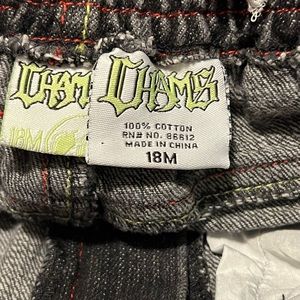 CHAMS
18M
CHAMS
100% COTTON
RN# NO. 86812
MADE IN CHINA
18M